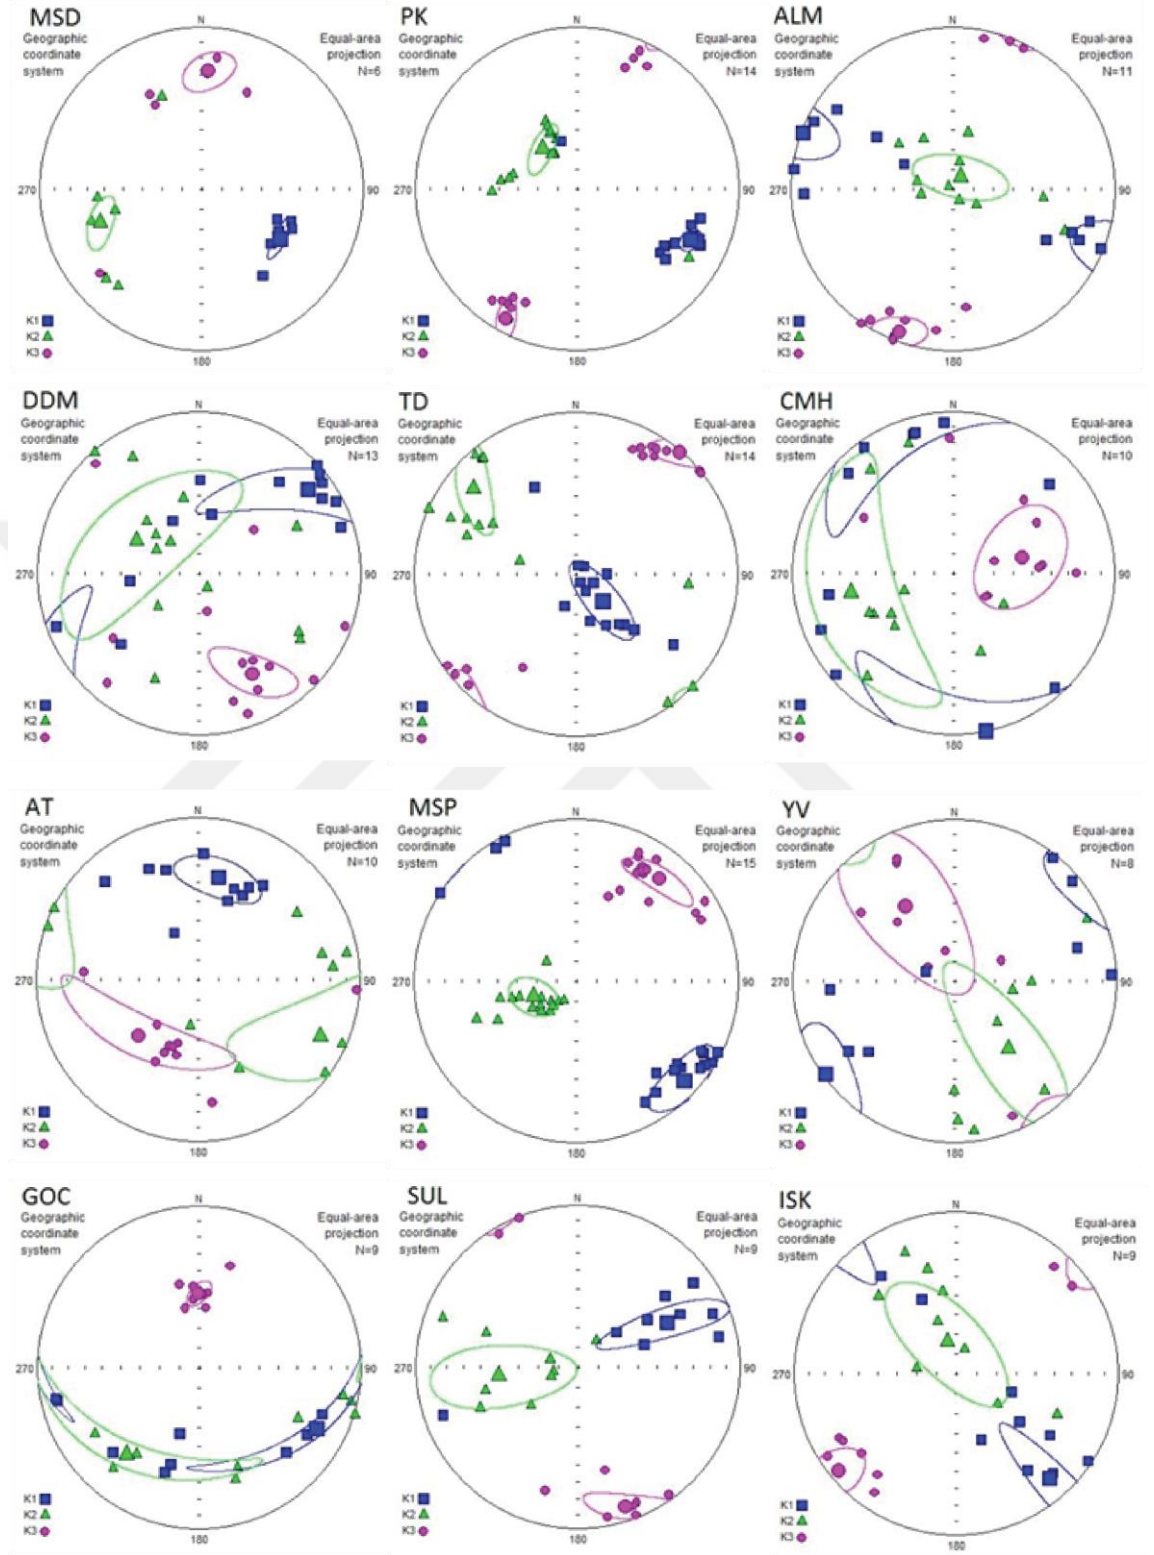 MSD
Geographic
coordinate
system
N
Equal-area
projection
N=6
270
90
180
K1
K2
K3
PK
Geographic
coordinate
system
N
Equal-area
projection
N=14
270
90
180
K1
K2
K3
ALM
Geographic
coordinate
system
N
Equal-area
projection
N=11
270
90
180
K1
K2
K3
DDM
Geographic
coordinate
system
N
Equal-area
projection
N=13
270
90
180
K1
K2
K3
TD
Geographic
coordinate
system
N
Equal-area
projection
N=14
270
90
180
K1
K2
K3
CMH
Geographic
coordinate
system
N
Equal-area
projection
N=10
270
90
180
K1
K2
K3
AT
Geographic
coordinate
system
N
Equal-area
projection
N=10
270
90
180
K1
K2
K3
MSP
Geographic
coordinate
system
N
Equal-area
projection
N=15
270
90
180
K1
K2
K3
YV
Geographic
coordinate
system
N
Equal-area
projection
N=8
270
90
180
K1
K2
K3
GOC
Geographic
coordinate
system
N
Equal-area
projection
N=9
270
90
180
K1
K2
K3
SUL
Geographic
coordinate
system
N
Equal-area
projection
N=9
270
90
180
K1
K2
K3
ISK
Geographic
coordinate
system
N
Equal-area
projection
N=9
270
90
180
K1
K2
K3